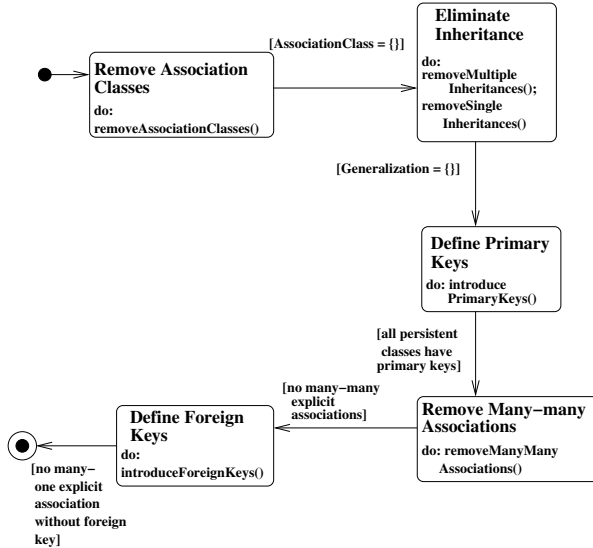 Remove Association
Classes
do:
removeAssociationClasses()
[AssociationClass = {}]
Eliminate
Inheritance
do:
removeMultiple
Inheritances();
removeSingle
Inheritances()
[Generalization = {}]
Define Primary
Keys
do: introduce
PrimaryKeys()
[all persistent
classes have
primary keys]
Remove Many−many
Associations
do: removeManyMany
Associations()
[no many−many
explicit
associations]
Define Foreign
Keys
do:
introduceForeignKeys()
[no many−
one explicit
association
without foreign
key]